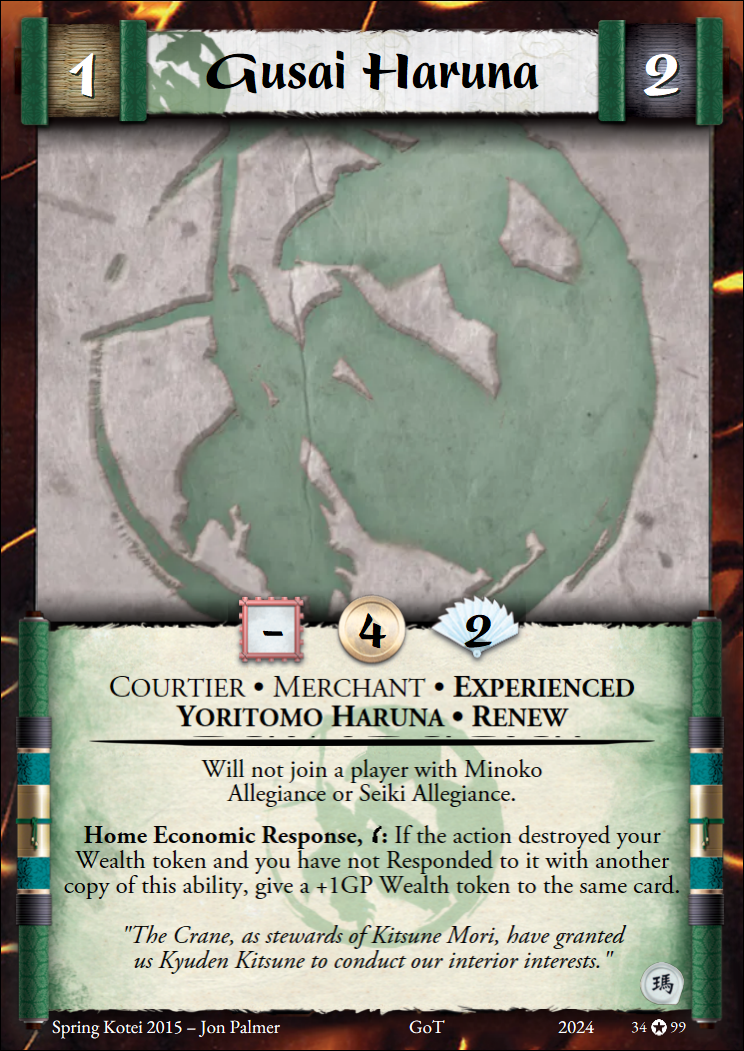 1
Gusai Haruna
2
-
4
2
Courtier • Merchant • Experienced
Yoritomo Haruna • Renew
Will not join a player with Minoko
Allegiance or Seiki Allegiance.
Home Economic Response, : If the action destroyed your
Wealth token and you have not Responded to it with another
copy of this ability, give a +1GP Wealth token to the same card.
"The Crane, as stewards of Kitsune Mori, have granted
us Kyuden Kitsune to conduct our interior interests."
瑪
Spring Kotei 2015 – Jon Palmer GoT 2024 34 ✪ 99